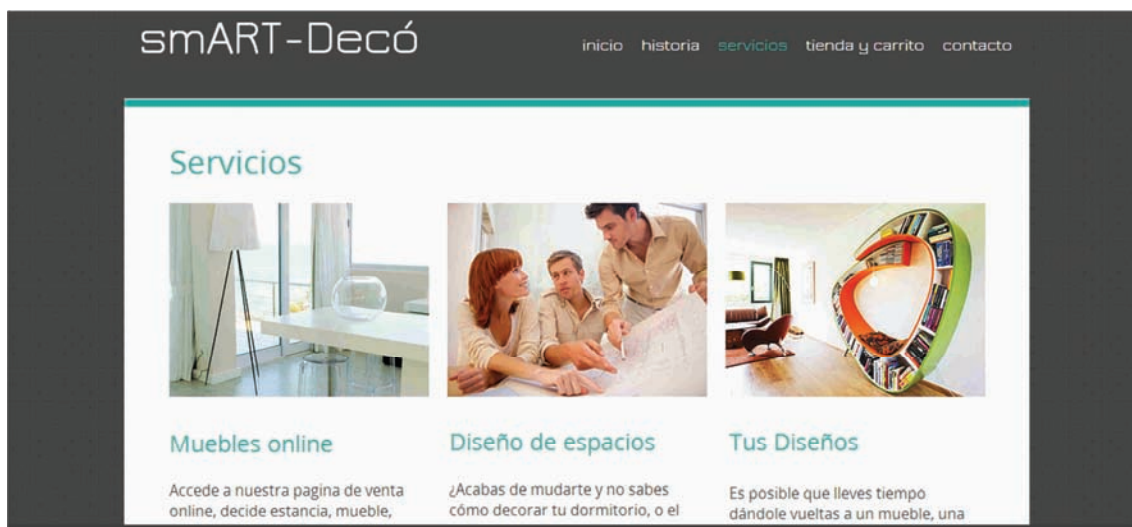 smART-Decó
inicio historia servicios tienda y carrito contacto
Servicios
Muebles online
Accede a nuestra pagina de venta
online, decide estancia, mueble,
Diseño de espacios
¿Acabas de mudarte y no sabes
cómo decorar tu dormitorio, o el
Tus Diseños
Es posible que lleves tiempo
dándole vueltas a un mueble, una